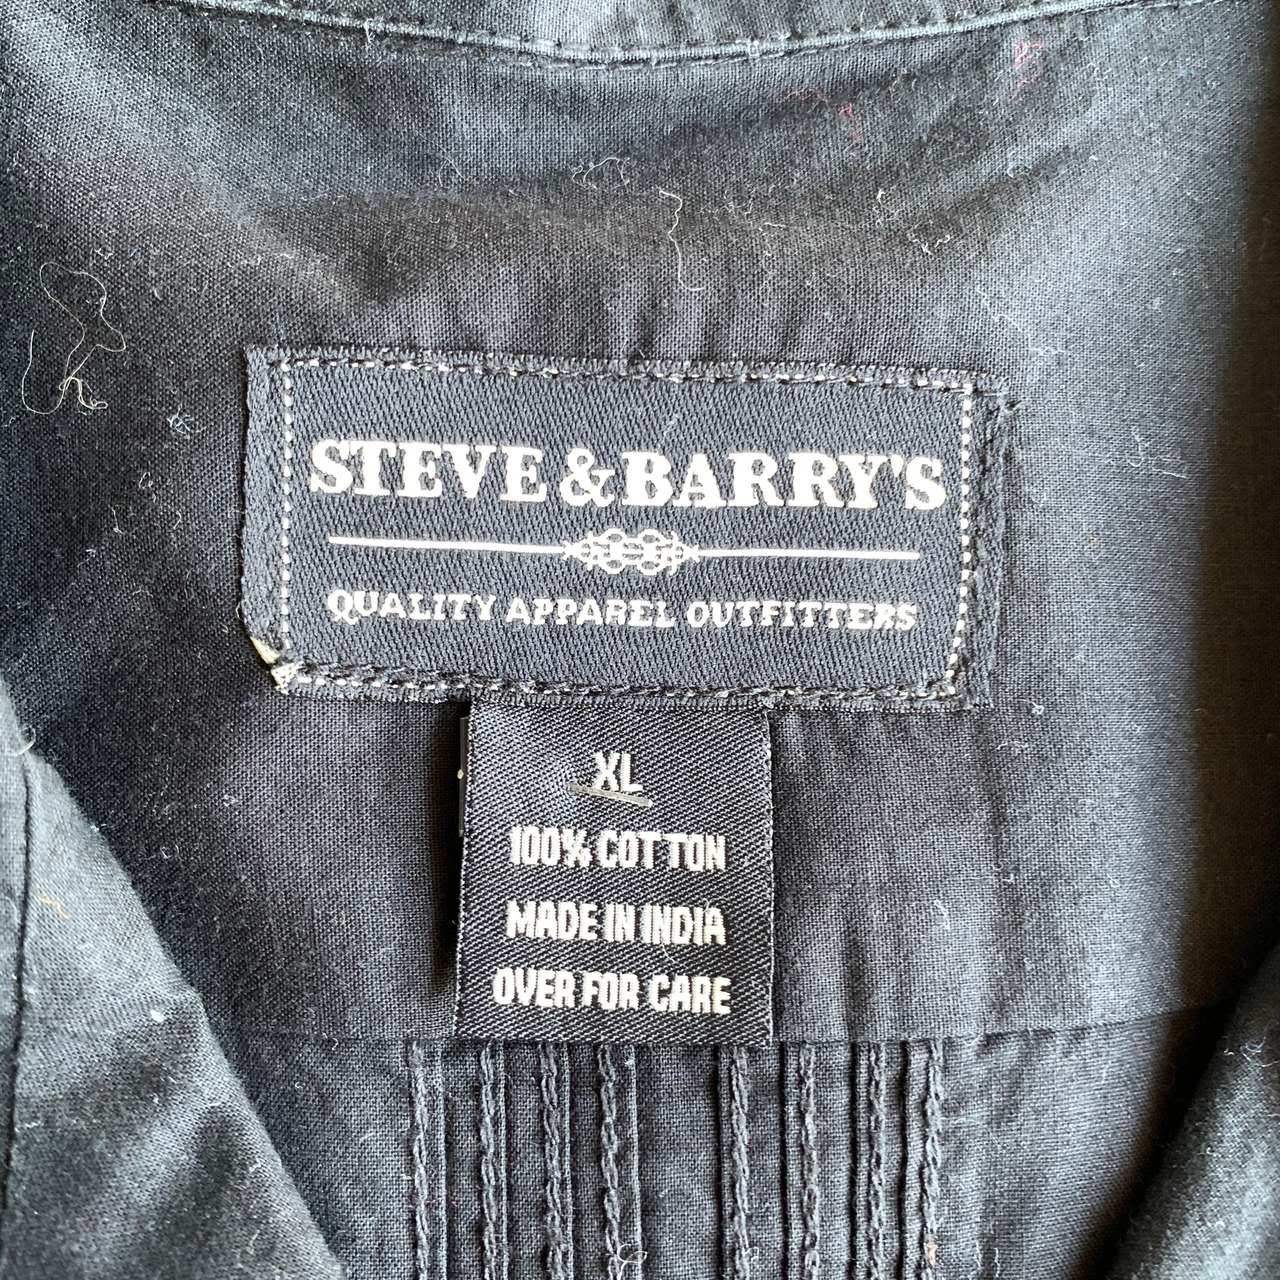 STEVE & BARRY'S
QUALITY APPAREL OUTFITTERS
XL
100% COTTON
MADE IN INDIA
OVER FOR CARE